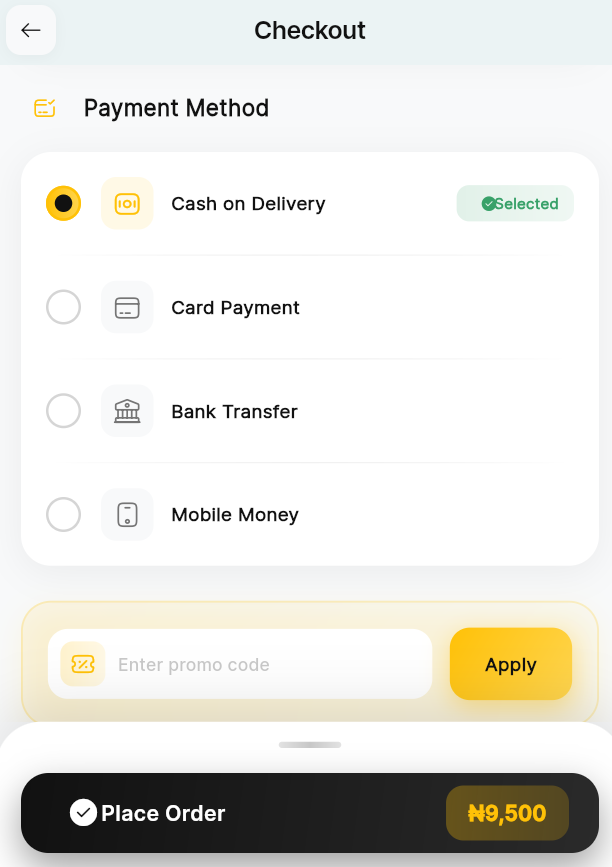 Checkout
Payment Method
Cash on Delivery
Selected
Card Payment
Bank Transfer
Mobile Money
Enter promo code
Apply
Place Order
₦9,500